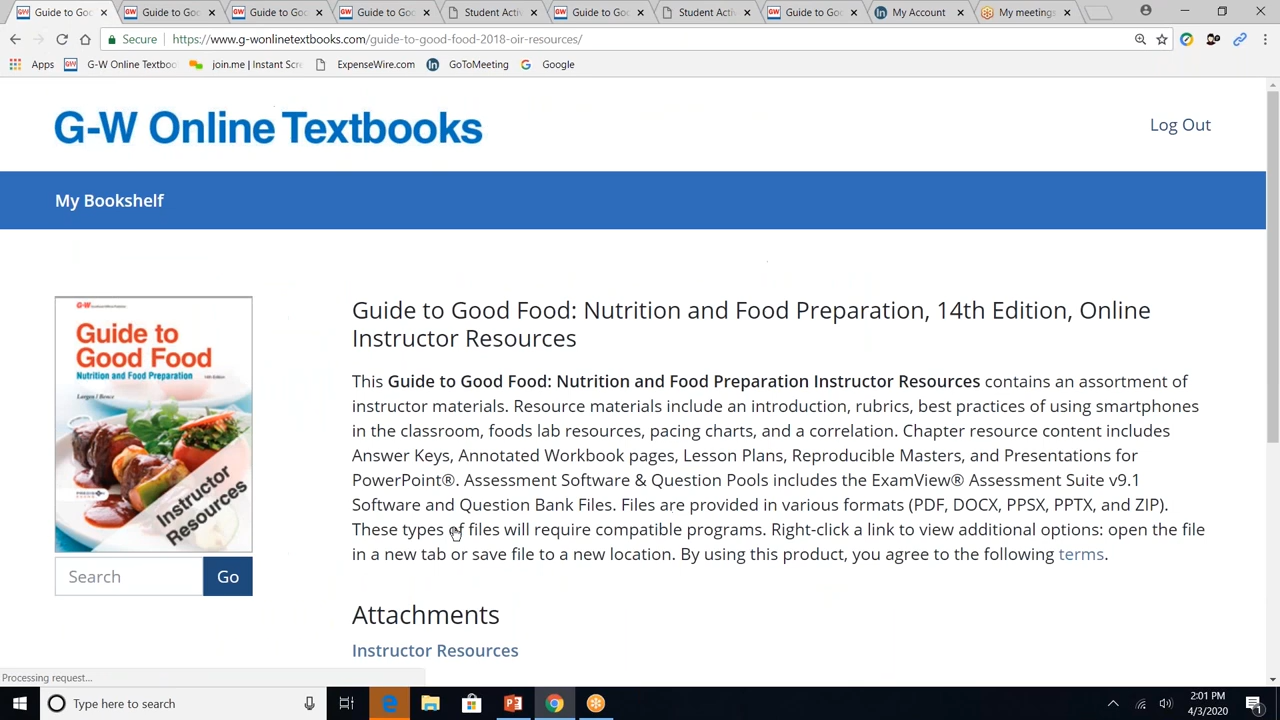 Guide to Go
Guide to Goo
Guide to Goo
Guide to Goo
Student Activ
Guide to Goo
Student Activ
Guide to Goo
My Account
My meetings
Secure
https://www.g-wonlinetextbooks.com/guide-to-good-food-2018-oir-resources/
Apps
G-W Online Textboo
join.me | Instant Scre
ExpenseWire.com
GoToMeeting
Google
G-W Online Textbooks
Log Out
My Bookshelf
G-W
Guide to
Good Food
Nutrition and Food Preparation
Largen / Bence
Instructor
Resources
Search
Go
Guide to Good Food: Nutrition and Food Preparation, 14th Edition, Online
Instructor Resources
This Guide to Good Food: Nutrition and Food Preparation Instructor Resources contains an assortment of
instructor materials. Resource materials include an introduction, rubrics, best practices of using smartphones
in the classroom, foods lab resources, pacing charts, and a correlation. Chapter resource content includes
Answer Keys, Annotated Workbook pages, Lesson Plans, Reproducible Masters, and Presentations for
PowerPoint®. Assessment Software & Question Pools includes the ExamView® Assessment Suite v9.1
Software and Question Bank Files. Files are provided in various formats (PDF, DOCX, PPSX, PPTX, and ZIP).
These types of files will require compatible programs. Right-click a link to view additional options: open the file
in a new tab or save file to a new location. By using this product, you agree to the following terms.
Attachments
Instructor Resources
Processing request...
Type here to search
2:01 PM
4/3/2020